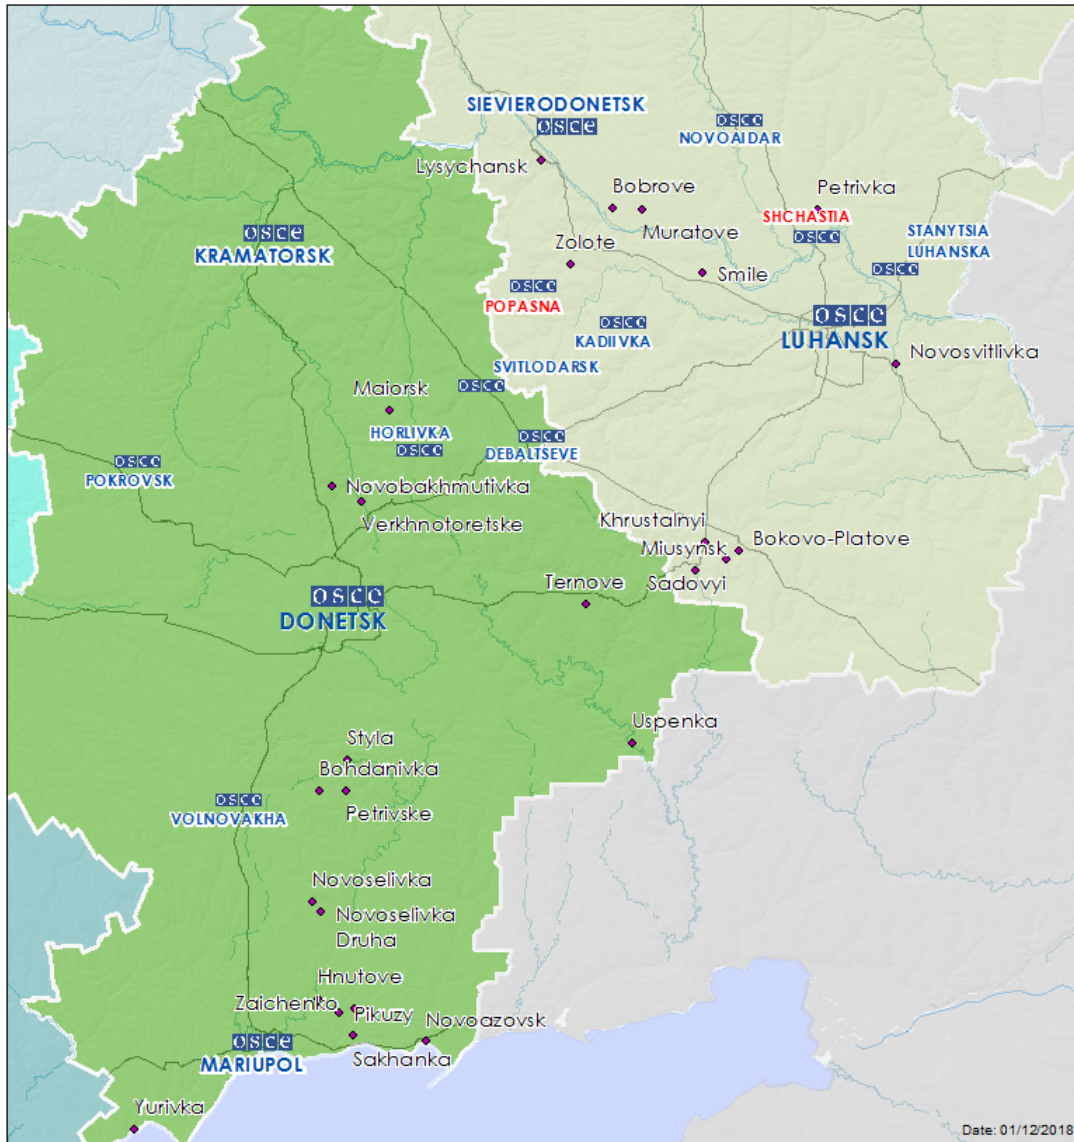 SIEVIERODONETSK
osce
osce
NOVOAIDAR
Lysychansk
Bobrove
Petrivka
SHCHASTIA
osce
Muratove
STANYTSIA
LUHANSKA
osce
osce
KRAMATORSK
Zolote
Smile
osce
POPASNA
osce
KADIIVKA
osce
LUHANSK
Novosvitlivka
SVITLODARSK
osce
Maiorsk
HORLIVKA
osce
osce
DEBALTSEVE
osce
POKROVSK
Novobakhmutivka
Verkhnotoretske
Khrustalnyi
Miusynsk
Bokovo-Platove
Sadovyi
Ternove
osce
DONETSK
Uspenka
Styla
Bohdanivka
osce
VOLNOVAKHA
Petrivske
Novoselivka
Novoselivka
Druha
Hnutove
Zaichenko
Pikuzy
Novoazovsk
osce
MARIUPOL
Sakhanka
Yurivka
Date: 01/12/2018